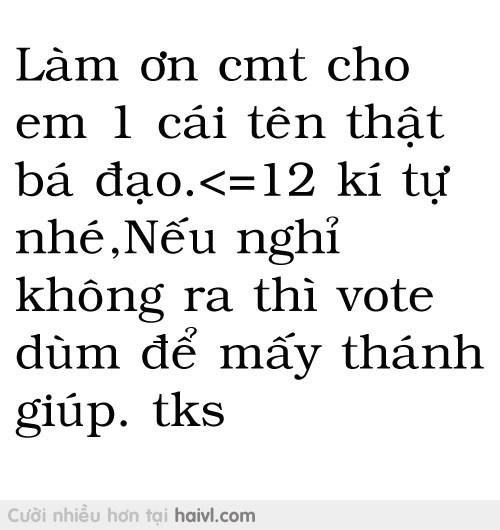 Làm ơn cmt cho
em 1 cái tên thật
bá đạo.<=12 kí tự
nhé,Nếu nghỉ
không ra thì vote
dùm để mấy thánh
giúp. tks
Cười nhiều hơn tại haivl.com